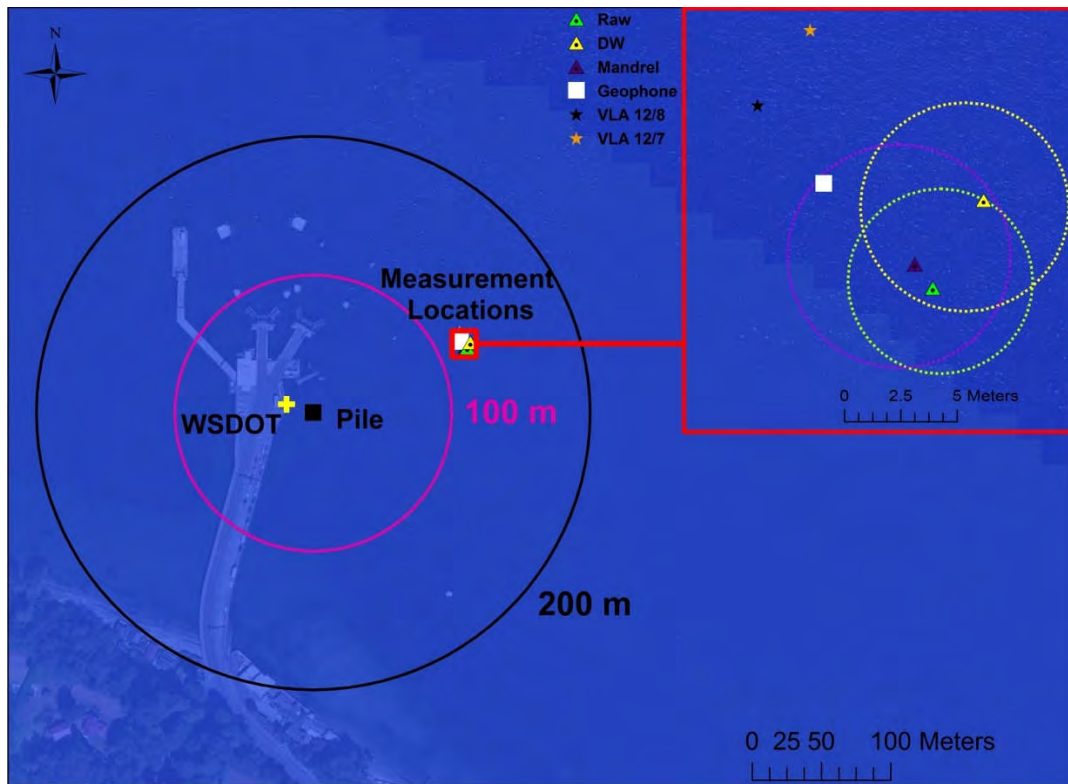 N
Raw
DW
Mandrel
Geophone
VLA 12/8
VLA 12/7
0 2.5 5 Meters
Measurement
Locations
WSDOT
Pile
100 m
200 m
0 25 50 100 Meters